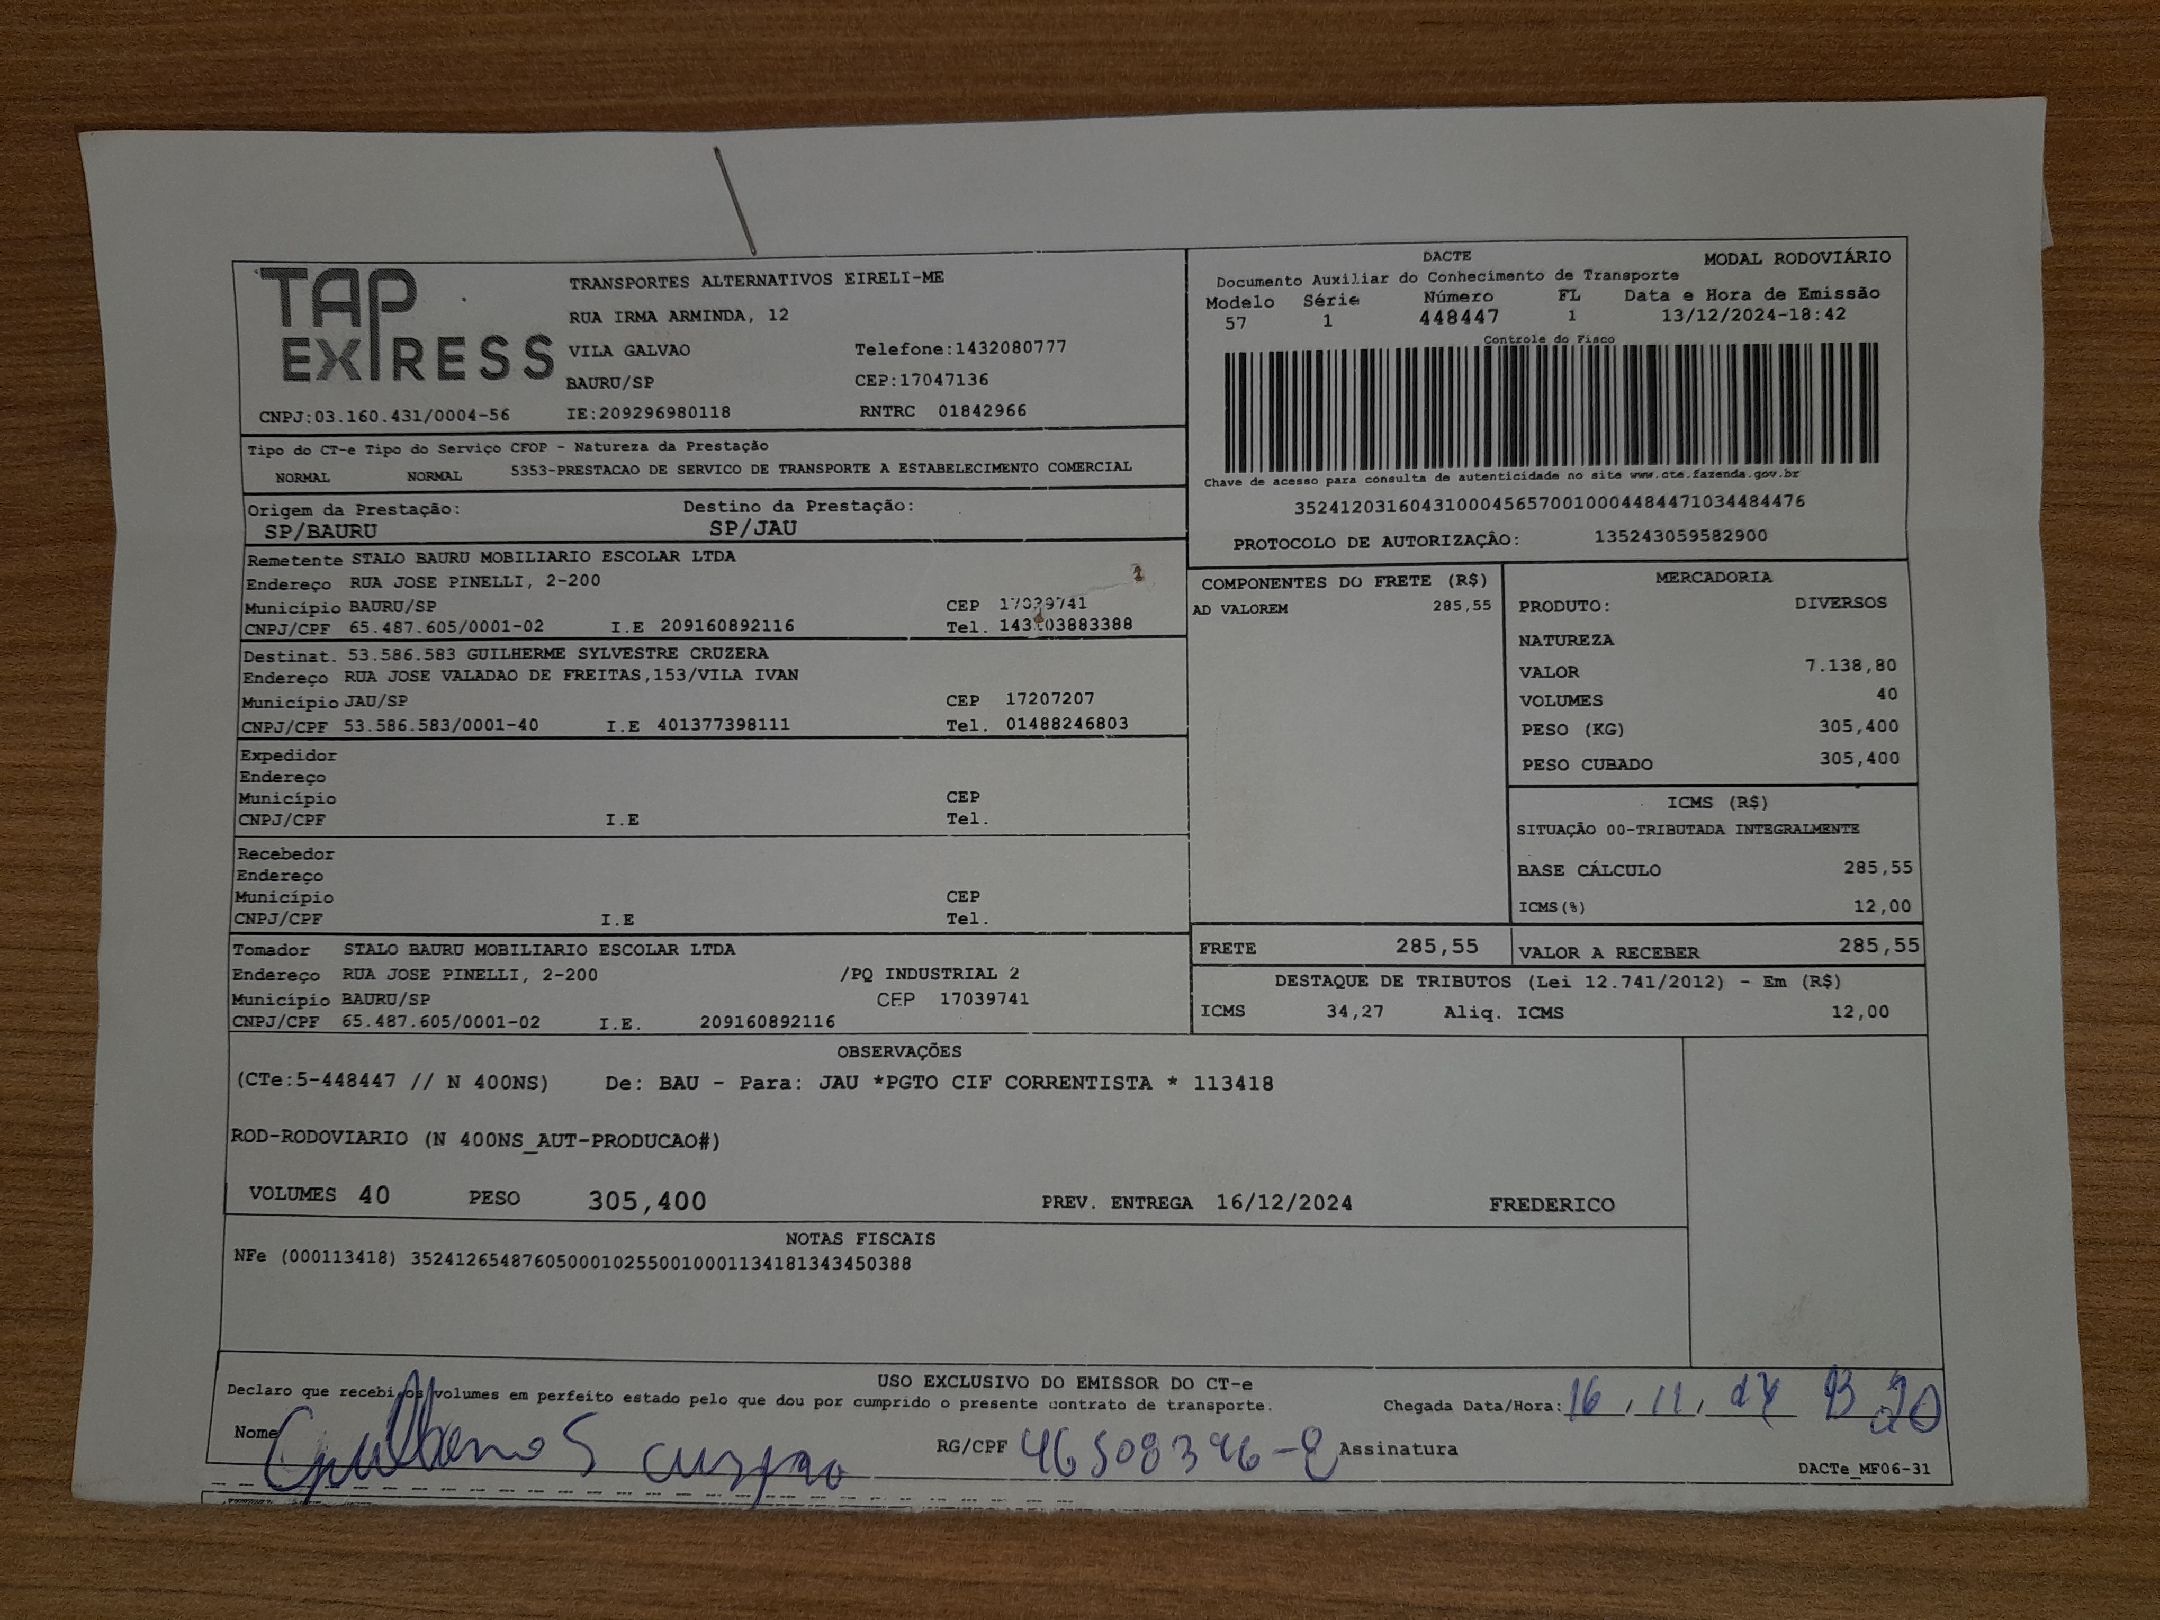 TAP EXPRESS
TRANSPORTES ALTERNATIVOS EIRELI-ME
RUA IRMA ARMINDA, 12
VILA GALVAO Telefone:1432080777
BAURU/SP CEP:17047136
CNPJ:03.160.431/0004-56 IE:209296980118 RNTRC 01842966
DACTE MODAL RODOVIÁRIO
Documento Auxiliar do Conhecimento de Transporte
Modelo Série Número FL Data e Hora de Emissão
57 1 448447 1 13/12/2024-18:42
Controle do Fisco
Chave de acesso para consulta de autenticidade no site www.cte.fazenda.gov.br
35241203160431000456570010004484471034484476
PROTOCOLO DE AUTORIZAÇÃO: 135243059582900
Tipo do CT-e Tipo do Serviço CFOP - Natureza da Prestação
NORMAL NORMAL 5353-PRESTACAO DE SERVICO DE TRANSPORTE A ESTABELECIMENTO COMERCIAL
Origem da Prestação: Destino da Prestação:
SP/BAURU SP/JAU
Remetente STALO BAURU MOBILIARIO ESCOLAR LTDA
Endereço RUA JOSE PINELLI, 2-200
Município BAURU/SP CEP 17039741
CNPJ/CPF 65.487.605/0001-02 I.E 209160892116 Tel. 143103883388
Destinat. 53.586.583 GUILHERME SYLVESTRE CRUZERA
Endereço RUA JOSE VALADAO DE FREITAS,153/VILA IVAN
Município JAU/SP CEP 17207207
CNPJ/CPF 53.586.583/0001-40 I.E 401377398111 Tel. 01488246803
Expedidor
Endereço
Município CEP
CNPJ/CPF I.E Tel.
Recebedor
Endereço
Município CEP
CNPJ/CPF I.E Tel.
Tomador STALO BAURU MOBILIARIO ESCOLAR LTDA
Endereço RUA JOSE PINELLI, 2-200 /PQ INDUSTRIAL 2
Município BAURU/SP CEP 17039741
CNPJ/CPF 65.487.605/0001-02 I.E. 209160892116
COMPONENTES DO FRETE (R$)
AD VALOREM 285,55
MERCADORIA
PRODUTO: DIVERSOS
NATUREZA
VALOR 7.138,80
VOLUMES 40
PESO (KG) 305,400
PESO CUBADO 305,400
ICMS (R$)
SITUAÇÃO 00-TRIBUTADA INTEGRALMENTE
BASE CÁLCULO 285,55
ICMS(%) 12,00
FRETE 285,55 VALOR A RECEBER 285,55
DESTAQUE DE TRIBUTOS (Lei 12.741/2012) - Em (R$)
ICMS 34,27 Aliq. ICMS 12,00
OBSERVAÇÕES
(CTe:5-448447 // N 400NS) De: BAU - Para: JAU *PGTO CIF CORRENTISTA * 113418
ROD-RODOVIARIO (N 400NS_AUT-PRODUCAO#)
VOLUMES 40 PESO 305,400 PREV. ENTREGA 16/12/2024 FREDERICO
NOTAS FISCAIS
NFe (000113418) 35241265487605000102550010001134181343450388
USO EXCLUSIVO DO EMISSOR DO CT-e
Declaro que recebi os volumes em perfeito estado pelo que dou por cumprido o presente contrato de transporte. Chegada Data/Hora: 16, 11,
Nome RG/CPF Assinatura
DACTe_MF06-31